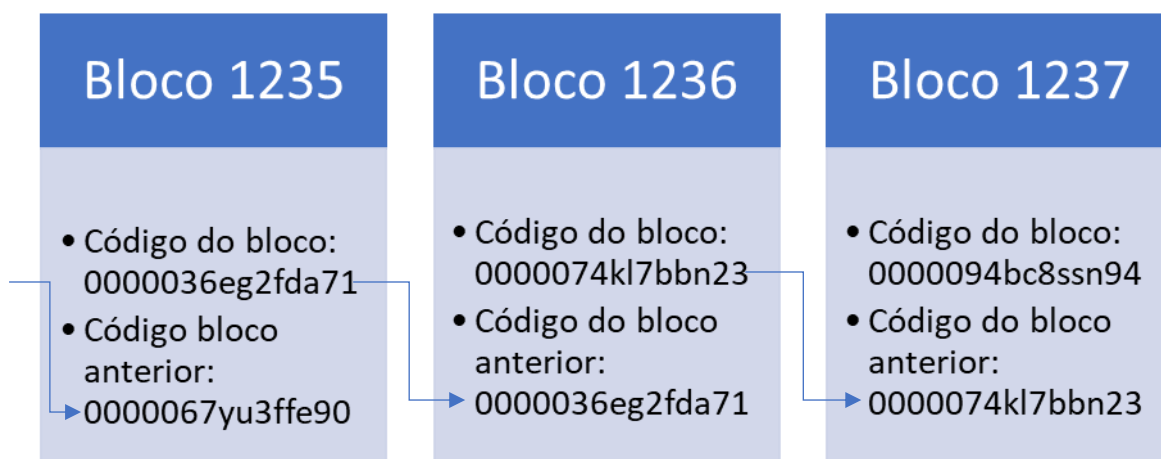 Bloco 1235
• Código do bloco:
0000036eg2fda71
• Código bloco
anterior:
0000067yu3ffe90
Bloco 1236
• Código do bloco:
0000074kl7bbn23
• Código do bloco
anterior:
0000036eg2fda71
Bloco 1237
• Código do bloco:
0000094bc8ssn94
• Código do bloco
anterior:
0000074kl7bbn23